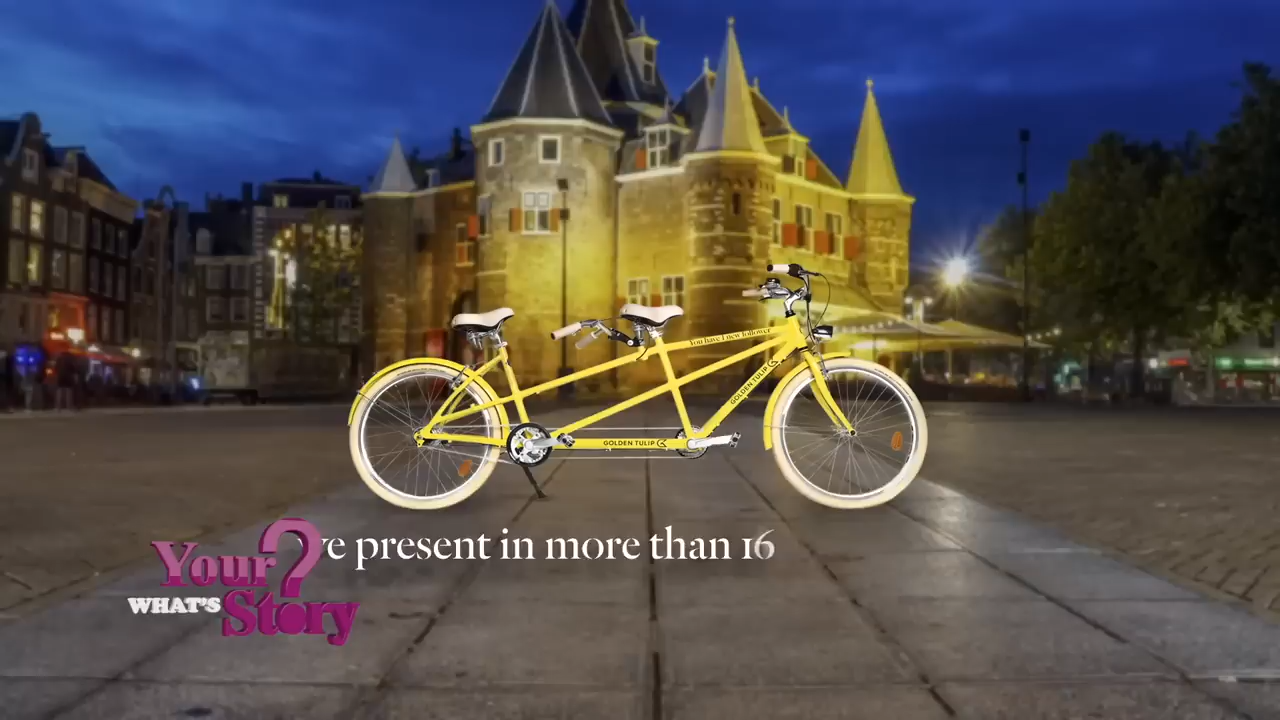 You have 1 new follower
GOLDEN TULIP
GOLDEN TULIP
present in more than 16
Your
WHAT'S
Story?